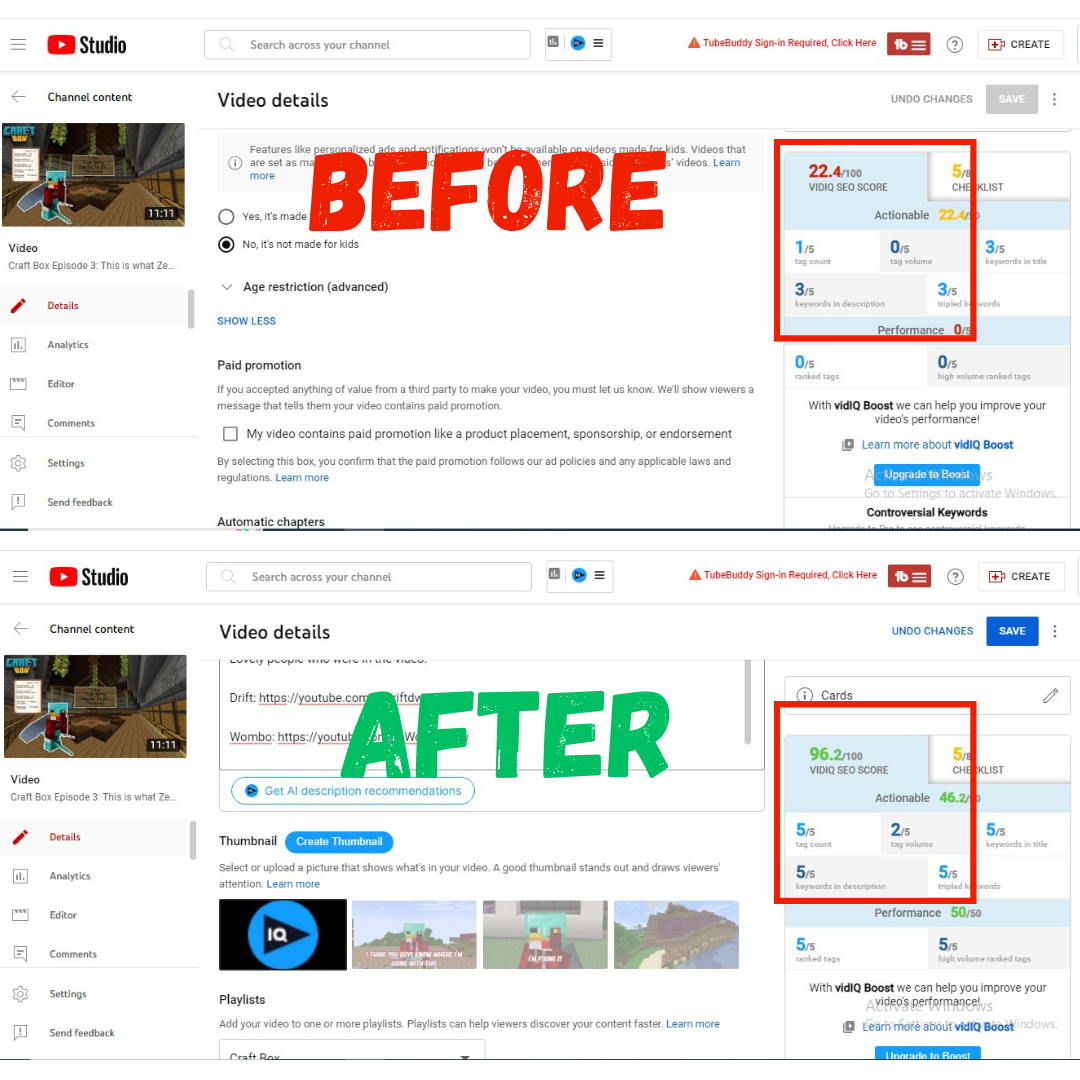 Studio
Search across your channel
TubeBuddy Sign-in Required, Click Here
tb
CREATE
Channel content
Video details
UNDO CHANGES
SAVE
CRAFT
BOX
11:11
Video
Craft Box Episode 3: This is what Ze...
Details
Analytics
Editor
Comments
Settings
Send feedback
BEFORE
Features like personalized ads and notifications won't be available on videos made for kids. Videos that
are set as
Learn
more
Yes, it's made
No, it's not made for kids
Age restriction (advanced)
SHOW LESS
Paid promotion
If you accepted anything of value from a third party to make your video, you must let us know. We'll show viewers a
message that tells them your video contains paid promotion.
My video contains paid promotion like a product placement, sponsorship, or endorsement
By selecting this box, you confirm that the paid promotion follows our ad policies and any applicable laws and
regulations. Learn more
Automatic chapters
22.4/100
VIDIQ SEO SCORE
5/8
CHECKLIST
Actionable 22.4/50
1/5
tag count
0/5
tag volume
3/5
keywords in title
3/5
keywords in description
3/5
tripled keywords
Performance 0/5
0/5
ranked tags
0/5
high volume ranked tags
With vidIQ Boost we can help you improve your
video's performance!
Learn more about vidIQ Boost
Upgrade to Boost
Activate Windows
Go to Settings to activate Windows.
Controversial Keywords
Upgrade to Pro to see controversial keywords
Studio
Search across your channel
TubeBuddy Sign-in Required, Click Here
tb
CREATE
Channel content
Video details
UNDO CHANGES
SAVE
CRAFT
BOX
11:11
Video
Craft Box Episode 3: This is what Ze...
Details
Analytics
Editor
Comments
Settings
Send feedback
AFTER
Lovely people who were in the video:
Drift: https://youtube.com
Wombo: https://youtub
Get AI description recommendations
Thumbnail
Create Thumbnail
Select or upload a picture that shows what's in your video. A good thumbnail stands out and draws viewers'
attention. Learn more
IQ
I THINK YOU GUYS KNOW WHERE I'M
GOING WITH THIS
I'M FIXING IT
Playlists
Add your video to one or more playlists. Playlists can help viewers discover your content faster. Learn more
Craft Box
Cards
96.2/100
VIDIQ SEO SCORE
5/8
CHECKLIST
Actionable 46.2/50
5/5
tag count
2/5
tag volume
5/5
keywords in title
5/5
keywords in description
5/5
tripled keywords
Performance 50/50
5/5
ranked tags
5/5
high volume ranked tags
With vidIQ Boost we can help you improve your
video's performance!
Activate Windows
Learn more about vidIQ Boost
Go to Settings to activate Windows.
Upgrade to Boost